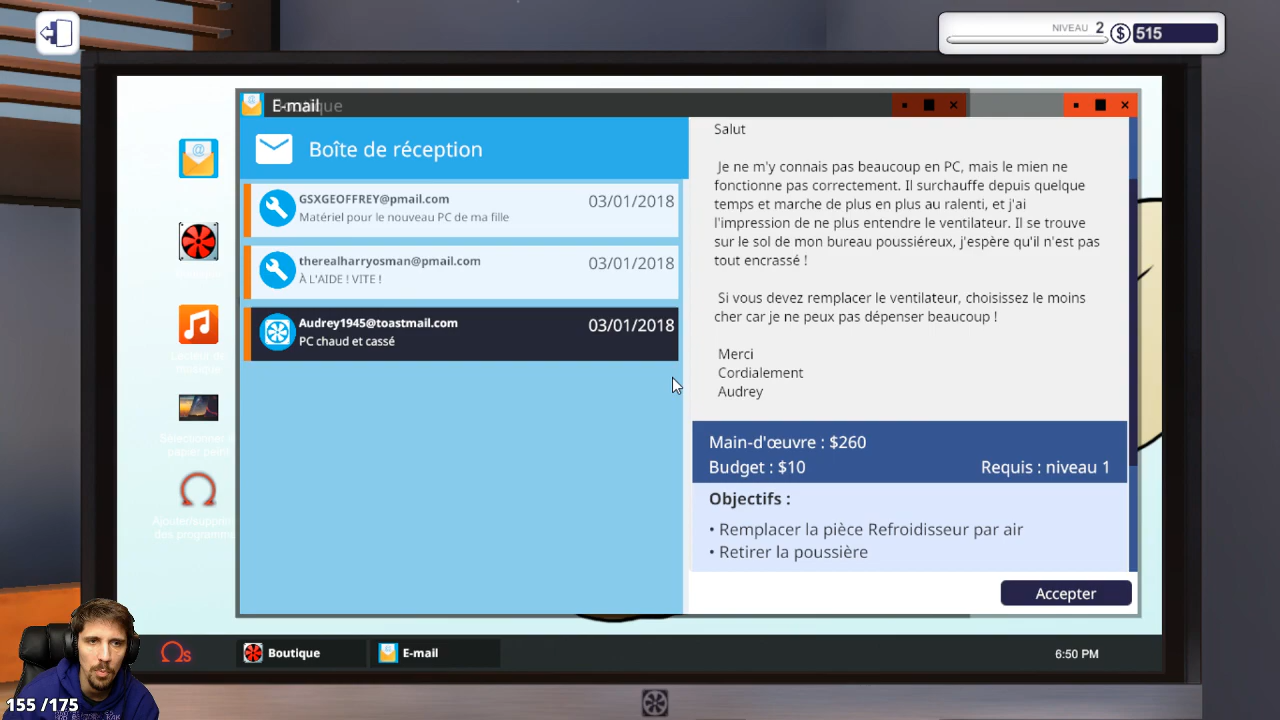 NIVEAU 2 $ 515
E-mail
Boîte de réception
GSXGEOFFREY@pmail.com 03/01/2018
Matériel pour le nouveau PC de ma fille
therealharryosman@pmail.com 03/01/2018
À L'AIDE ! VITE !
Audrey1945@toastmail.com 03/01/2018
PC chaud et cassé
Salut
Je ne m'y connais pas beaucoup en PC, mais le mien ne
fonctionne pas correctement. Il surchauffe depuis quelque
temps et marche de plus en plus au ralenti, et j'ai
l'impression de ne plus entendre le ventilateur. Il se trouve
sur le sol de mon bureau poussiéreux, j'espère qu'il n'est pas
tout encrassé !
Si vous devez remplacer le ventilateur, choisissez le moins
cher car je ne peux pas dépenser beaucoup !
Merci
Cordialement
Audrey
Main-d'œuvre : $260
Budget : $10 Requis : niveau 1
Objectifs :
• Remplacer la pièce Refroidisseur par air
• Retirer la poussière
Accepter
Boutique
E-mail
6:50 PM
155 /175